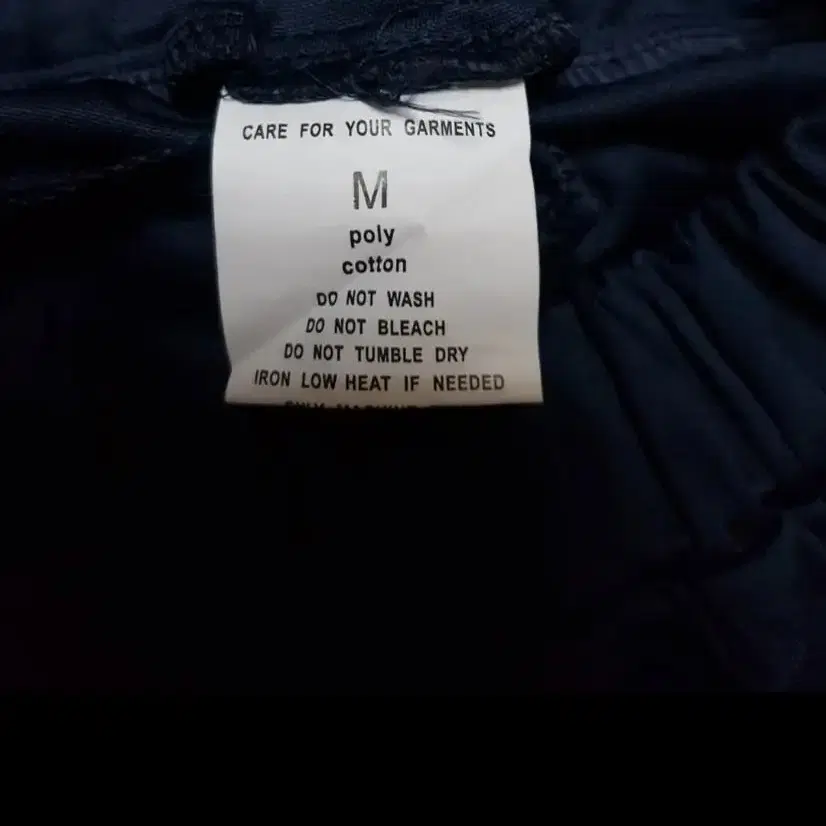 CARE FOR YOUR GARMENTS
M
poly
cotton
DO NOT WASH
DO NOT BLEACH
DO NOT TUMBLE DRY
IRON LOW HEAT IF NEEDED